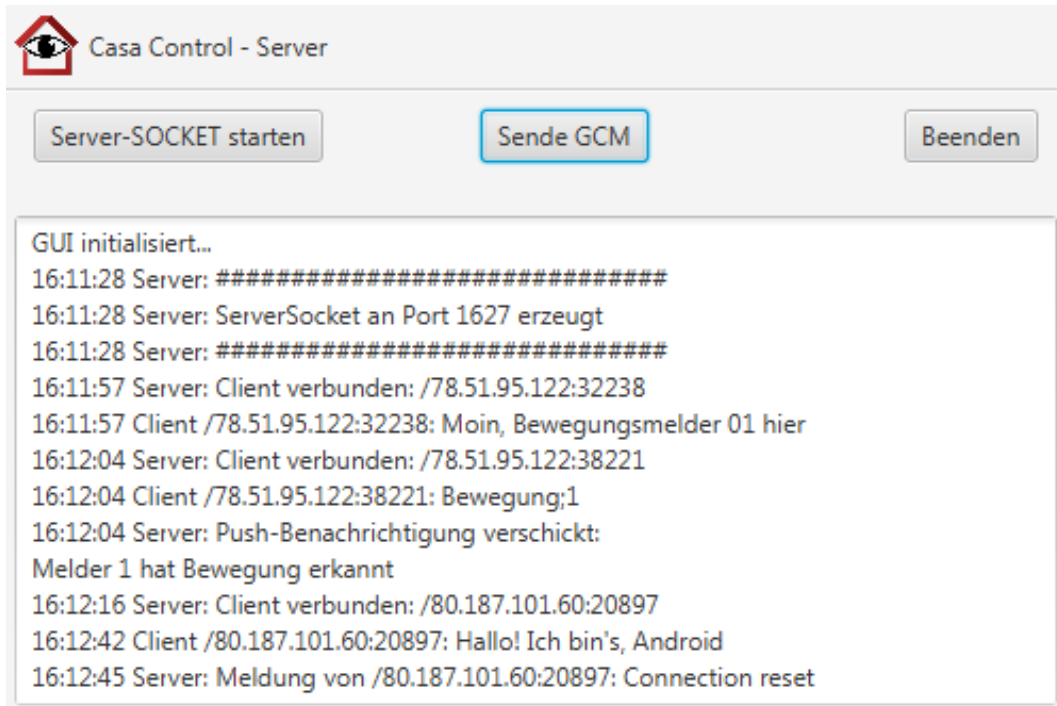 Casa Control - Server
Server-SOCKET starten
Sende GCM
Beenden
GUI initialisiert...
16:11:28 Server: ##############################
16:11:28 Server: ServerSocket an Port 1627 erzeugt
16:11:28 Server: ##############################
16:11:57 Server: Client verbunden: /78.51.95.122:32238
16:11:57 Client /78.51.95.122:32238: Moin, Bewegungsmelder 01 hier
16:12:04 Server: Client verbunden: /78.51.95.122:38221
16:12:04 Client /78.51.95.122:38221: Bewegung;1
16:12:04 Server: Push-Benachrichtigung verschickt:
Melder 1 hat Bewegung erkannt
16:12:16 Server: Client verbunden: /80.187.101.60:20897
16:12:42 Client /80.187.101.60:20897: Hallo! Ich bin's, Android
16:12:45 Server: Meldung von /80.187.101.60:20897: Connection reset